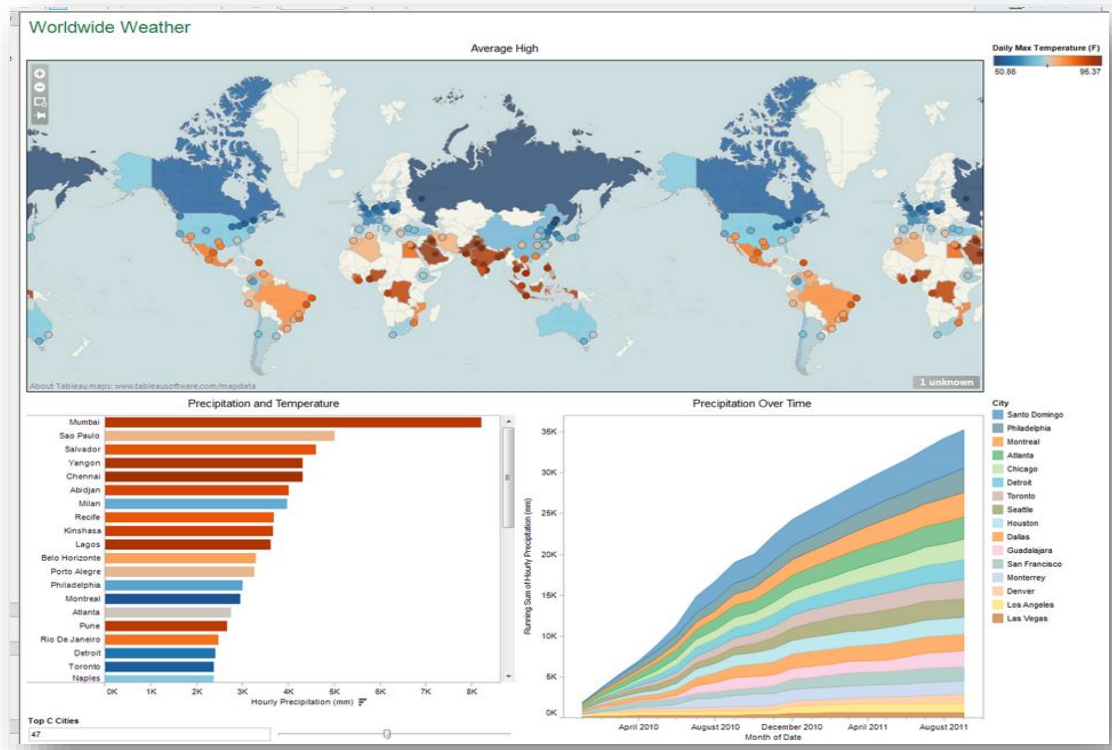 Worldwide Weather
Average High
Daily Max Temperature (F)
50.86 95.37
About Tableau maps: www.tableausoftware.com/mapdata
1 unknown
Precipitation and Temperature
Mumbai
Sao Paulo
Salvador
Yangon
Chennai
Abidjan
Milan
Recife
Kinshasa
Lagos
Belo Horizonte
Porto Alegre
Philadelphia
Montreal
Atlanta
Pune
Rio De Janeiro
Detroit
Toronto
Naples
0K 1K 2K 3K 4K 5K 6K 7K 8K
Hourly Precipitation (mm)
Top C Cities
47
Precipitation Over Time
Running Sum of Hourly Precipitation (mm)
35K
30K
25K
20K
15K
10K
5K
0K
April 2010 August 2010 December 2010 April 2011 August 2011
Month of Date
City
Santo Domingo
Philadelphia
Montreal
Atlanta
Chicago
Detroit
Toronto
Seattle
Houston
Dallas
Guadalajara
San Francisco
Monterrey
Denver
Los Angeles
Las Vegas